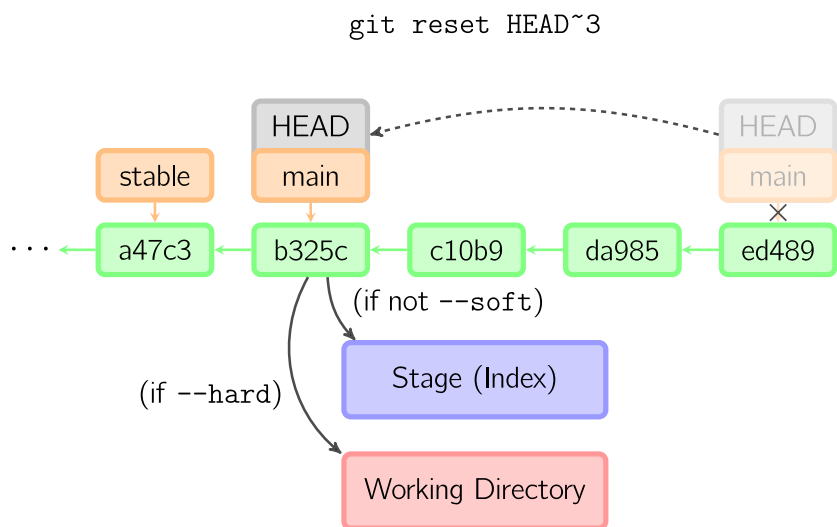 git reset HEAD~3
HEAD HEAD
stable main main
... a47c3 b325c c10b9 da985 ed489
(if not --soft)
Stage (Index)
(if --hard)
Working Directory